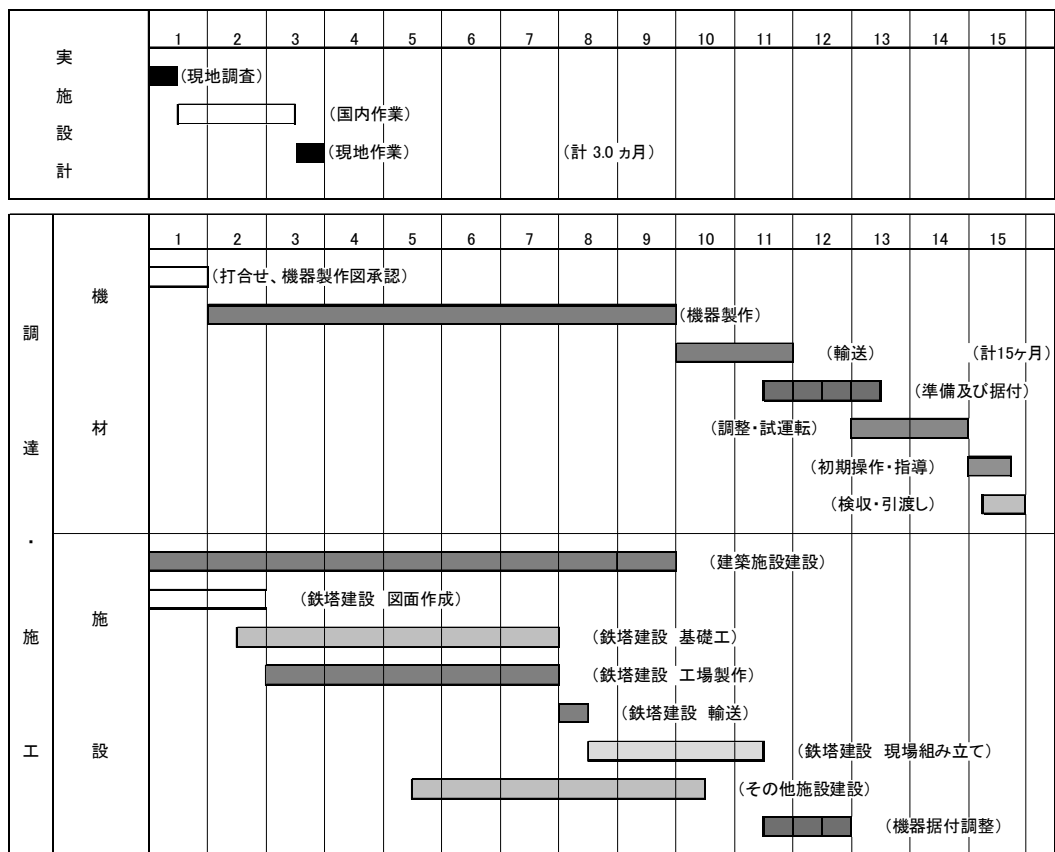 実施設計
1 2 3 4 5 6 7 8 9 10 11 12 13 14 15
(現地調査)
(国内作業)
(現地作業) (計 3.0 ヵ月)
調達・施工
機材
1 2 3 4 5 6 7 8 9 10 11 12 13 14 15
(打合せ、機器製作図承認)
(機器製作)
(輸送) (計15ヶ月)
(準備及び据付)
(調整・試運転)
(初期操作・指導)
(検収・引渡し)
施設
(建築施設建設)
(鉄塔建設 図面作成)
(鉄塔建設 基礎工)
(鉄塔建設 工場製作)
(鉄塔建設 輸送)
(鉄塔建設 現場組み立て)
(その他施設建設)
(機器据付調整)